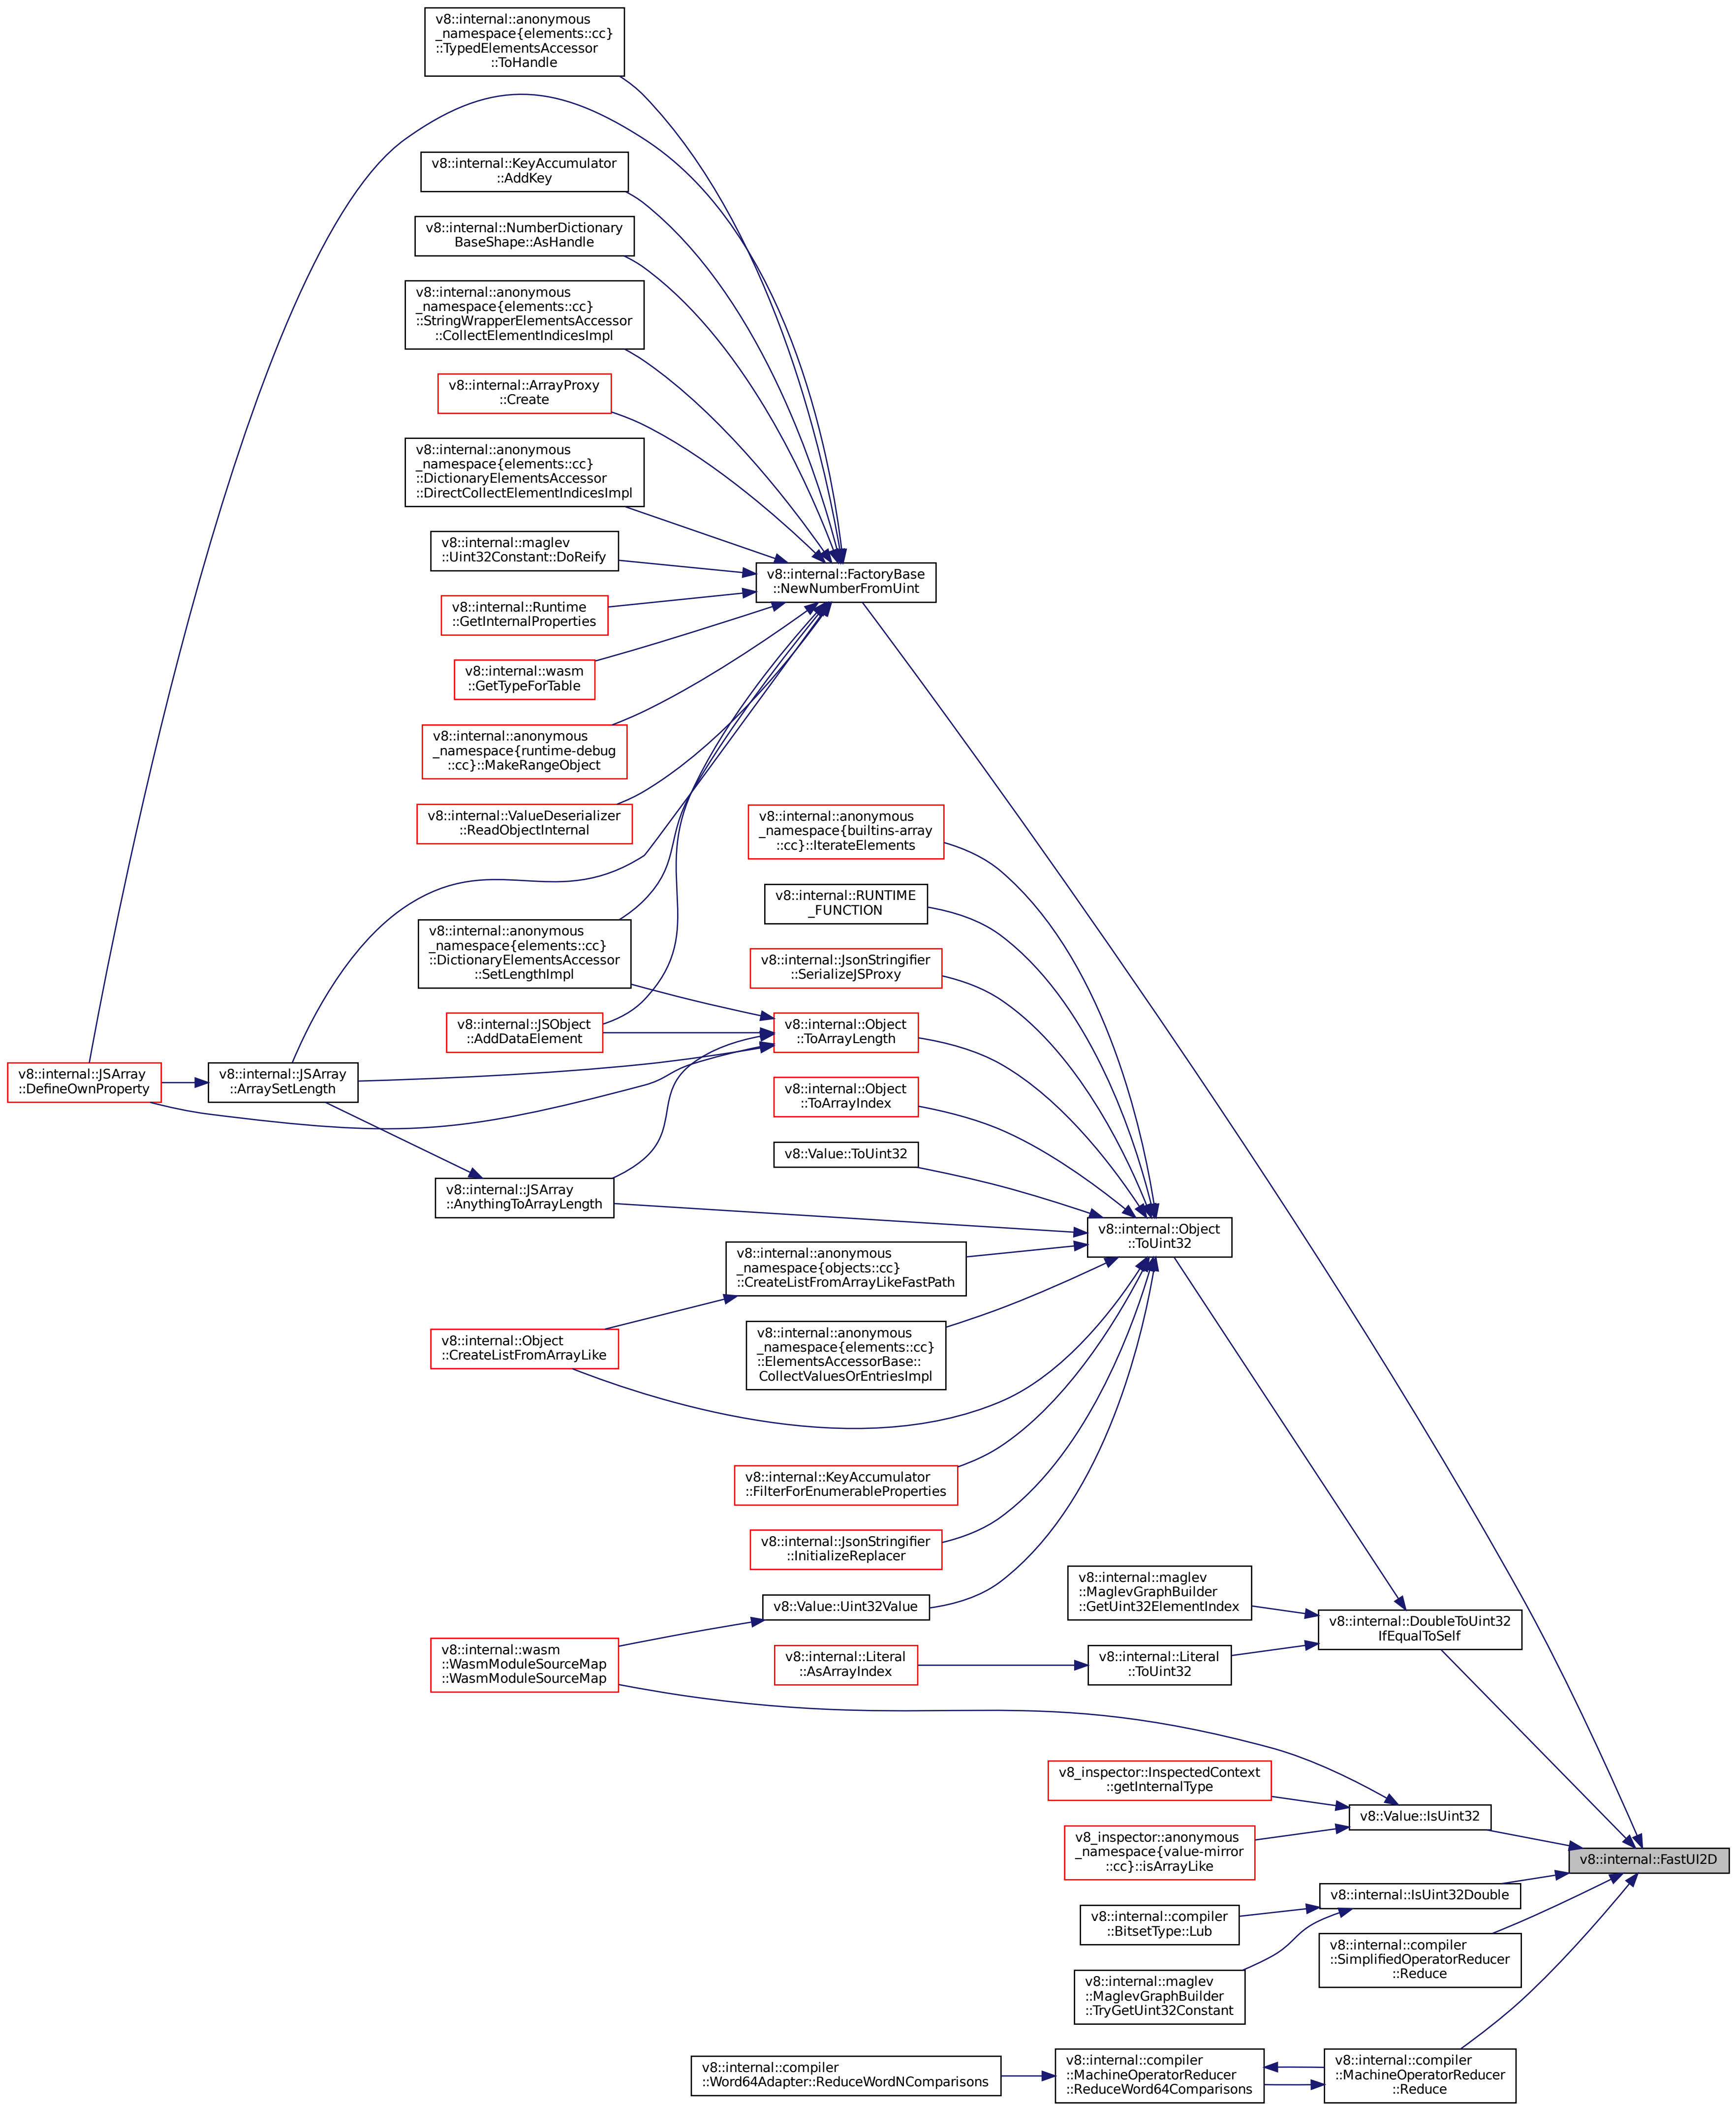 v8::internal::anonymous
_namespace{elements::cc}
::TypedElementsAccessor
::ToHandle
v8::internal::KeyAccumulator
::AddKey
v8::internal::NumberDictionary
BaseShape::AsHandle
v8::internal::anonymous
_namespace{elements::cc}
::StringWrapperElementsAccessor
::CollectElementIndicesImpl
v8::internal::ArrayProxy
::Create
v8::internal::anonymous
_namespace{elements::cc}
::DictionaryElementsAccessor
::DirectCollectElementIndicesImpl
v8::internal::maglev
::Uint32Constant::DoReify
v8::internal::FactoryBase
::NewNumberFromUint
v8::internal::Runtime
::GetInternalProperties
v8::internal::wasm
::GetTypeForTable
v8::internal::anonymous
_namespace{runtime-debug
::cc}::MakeRangeObject
v8::internal::ValueDeserializer
::ReadObjectInternal
v8::internal::anonymous
_namespace{builtins-array
::cc}::IterateElements
v8::internal::RUNTIME
_FUNCTION
v8::internal::anonymous
_namespace{elements::cc}
::DictionaryElementsAccessor
::SetLengthImpl
v8::internal::JsonStringifier
::SerializeJSProxy
v8::internal::JSObject
::AddDataElement
v8::internal::Object
::ToArrayLength
v8::internal::JSArray
::DefineOwnProperty
v8::internal::JSArray
::ArraySetLength
v8::internal::Object
::ToArrayIndex
v8::Value::ToUint32
v8::internal::JSArray
::AnythingToArrayLength
v8::internal::Object
::ToUint32
v8::internal::anonymous
_namespace{objects::cc}
::CreateListFromArrayLikeFastPath
v8::internal::Object
::CreateListFromArrayLike
v8::internal::anonymous
_namespace{elements::cc}
::ElementsAccessorBase::
CollectValuesOrEntriesImpl
v8::internal::KeyAccumulator
::FilterForEnumerableProperties
v8::internal::JsonStringifier
::InitializeReplacer
v8::internal::maglev
::MaglevGraphBuilder
::GetUint32ElementIndex
v8::Value::Uint32Value
v8::internal::DoubleToUint32
IfEqualToSelf
v8::internal::wasm
::WasmModuleSourceMap
::WasmModuleSourceMap
v8::internal::Literal
::AsArrayIndex
v8::internal::Literal
::ToUint32
v8_inspector::InspectedContext
::getInternalType
v8::Value::IsUint32
v8_inspector::anonymous
_namespace{value-mirror
::cc}::isArrayLike
v8::internal::FastUI2D
v8::internal::IsUint32Double
v8::internal::compiler
::BitsetType::Lub
v8::internal::compiler
::SimplifiedOperatorReducer
::Reduce
v8::internal::maglev
::MaglevGraphBuilder
::TryGetUint32Constant
v8::internal::compiler
::Word64Adapter::ReduceWordNComparisons
v8::internal::compiler
::MachineOperatorReducer
::ReduceWord64Comparisons
v8::internal::compiler
::MachineOperatorReducer
::Reduce